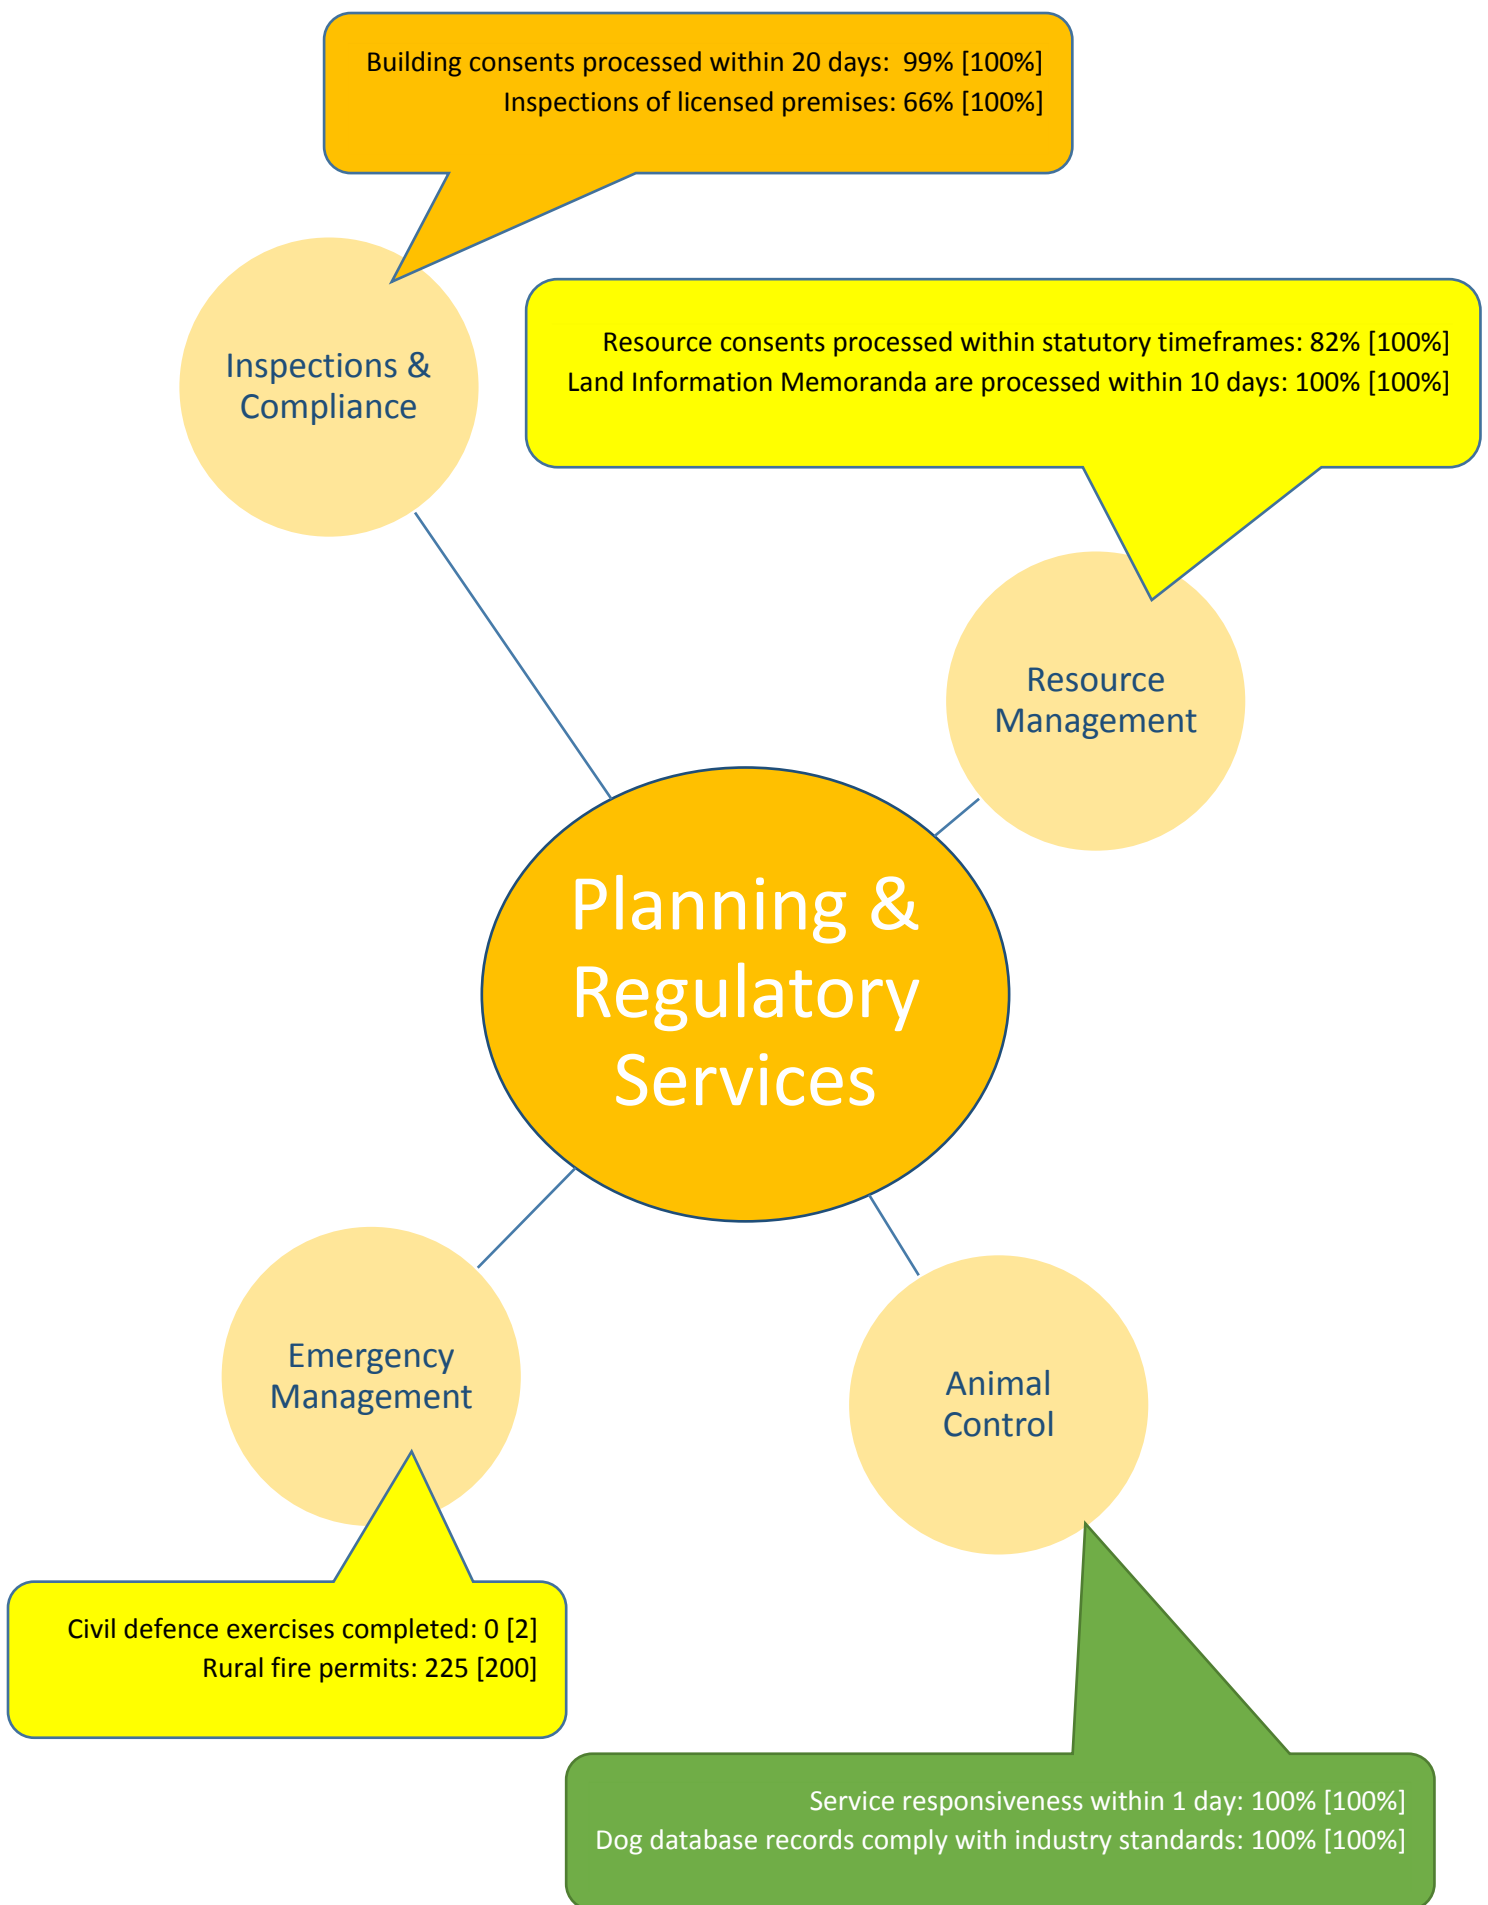 Building consents processed within 20 days:  99% [100%]
Inspections of licensed premises: 66% [100%]
Inspections &
Compliance
Resource consents processed within statutory timeframes: 82% [100%]
Land Information Memoranda are processed within 10 days: 100% [100%]
Resource
Management
Planning &
Regulatory
Services
Emergency
Management
Animal
Control
Civil defence exercises completed: 0 [2]
Rural fire permits: 225 [200]
Service responsiveness within 1 day: 100% [100%]
Dog database records comply with industry standards: 100% [100%]